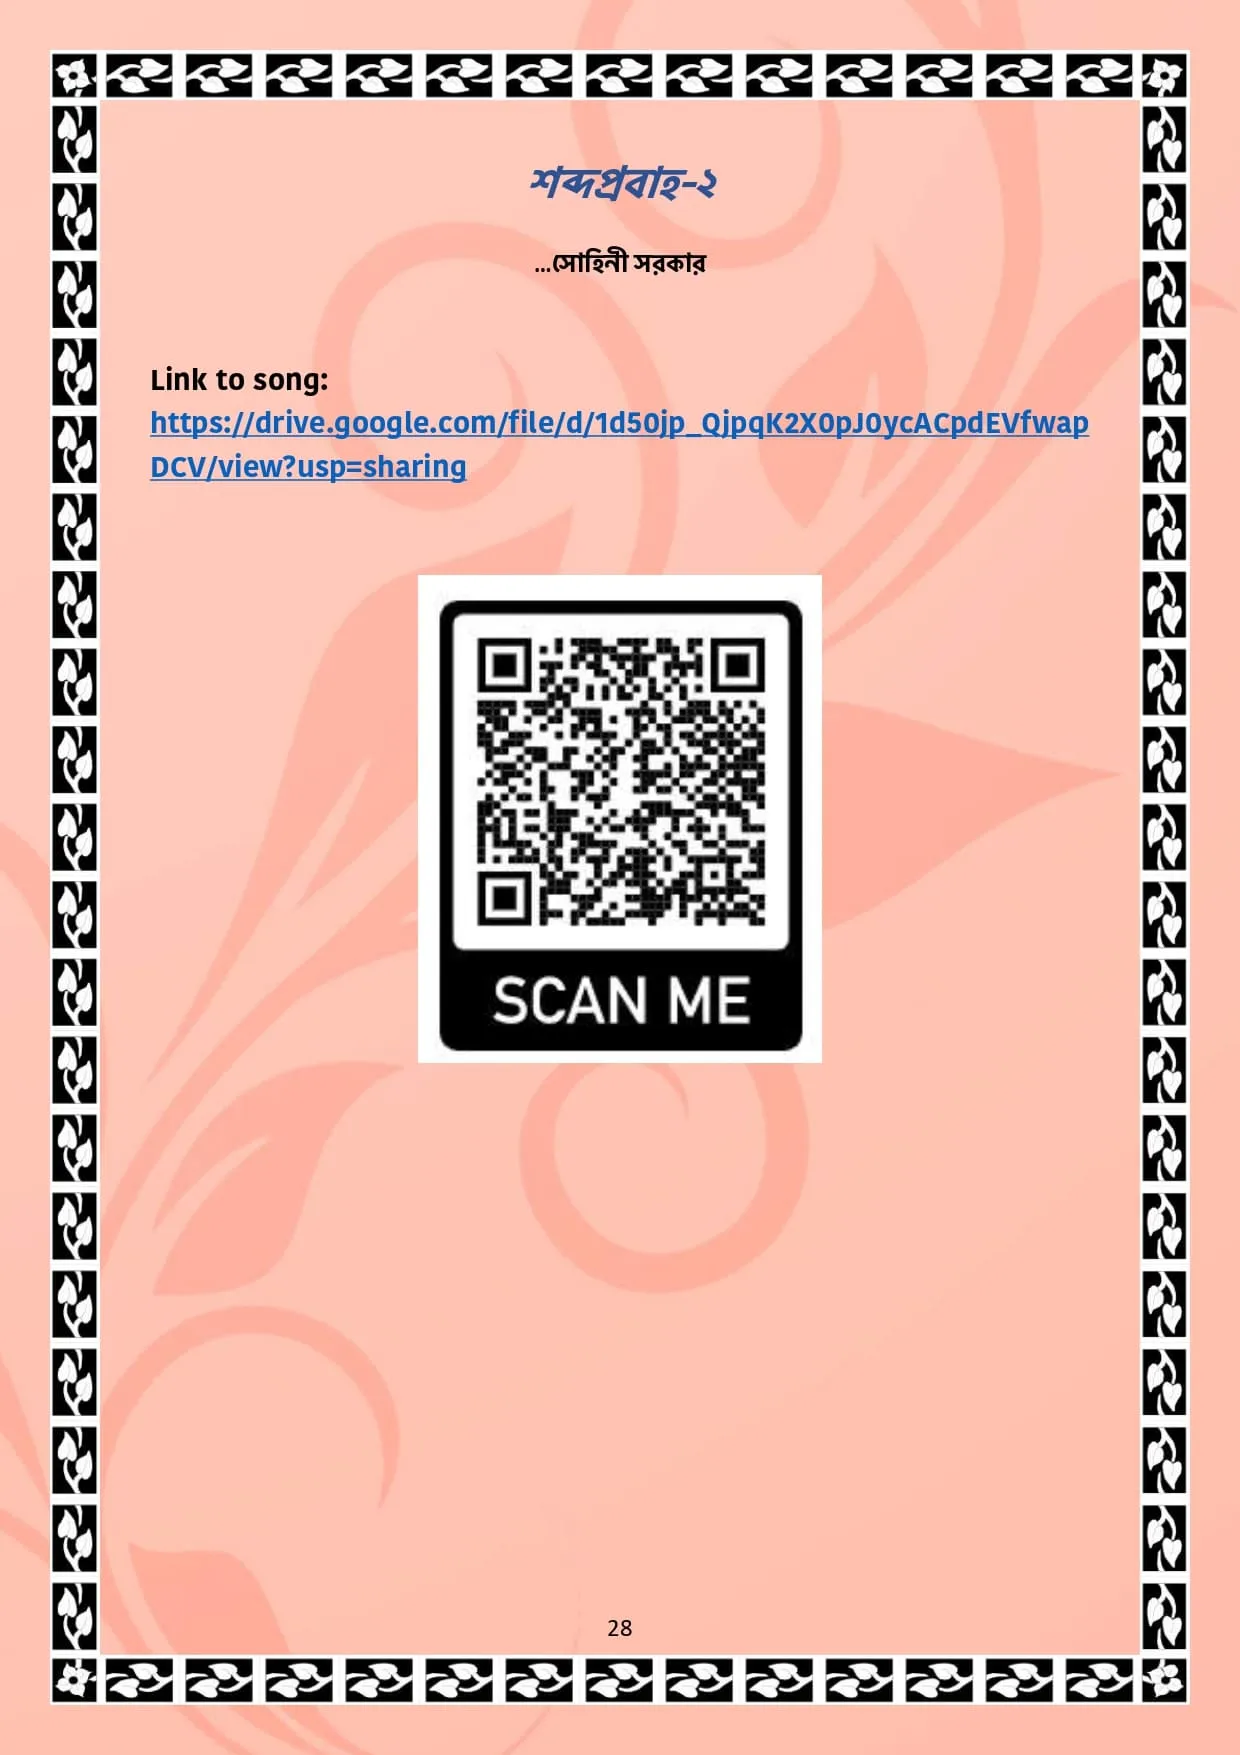 শব্দপ্রবাহ-২
...সোহিনী সরকার
Link to song:
https://drive.google.com/file/d/1d50jp_QjpqK2X0pJ0ycACpdEVfwap
DCV/view?usp=sharing
SCAN ME
28